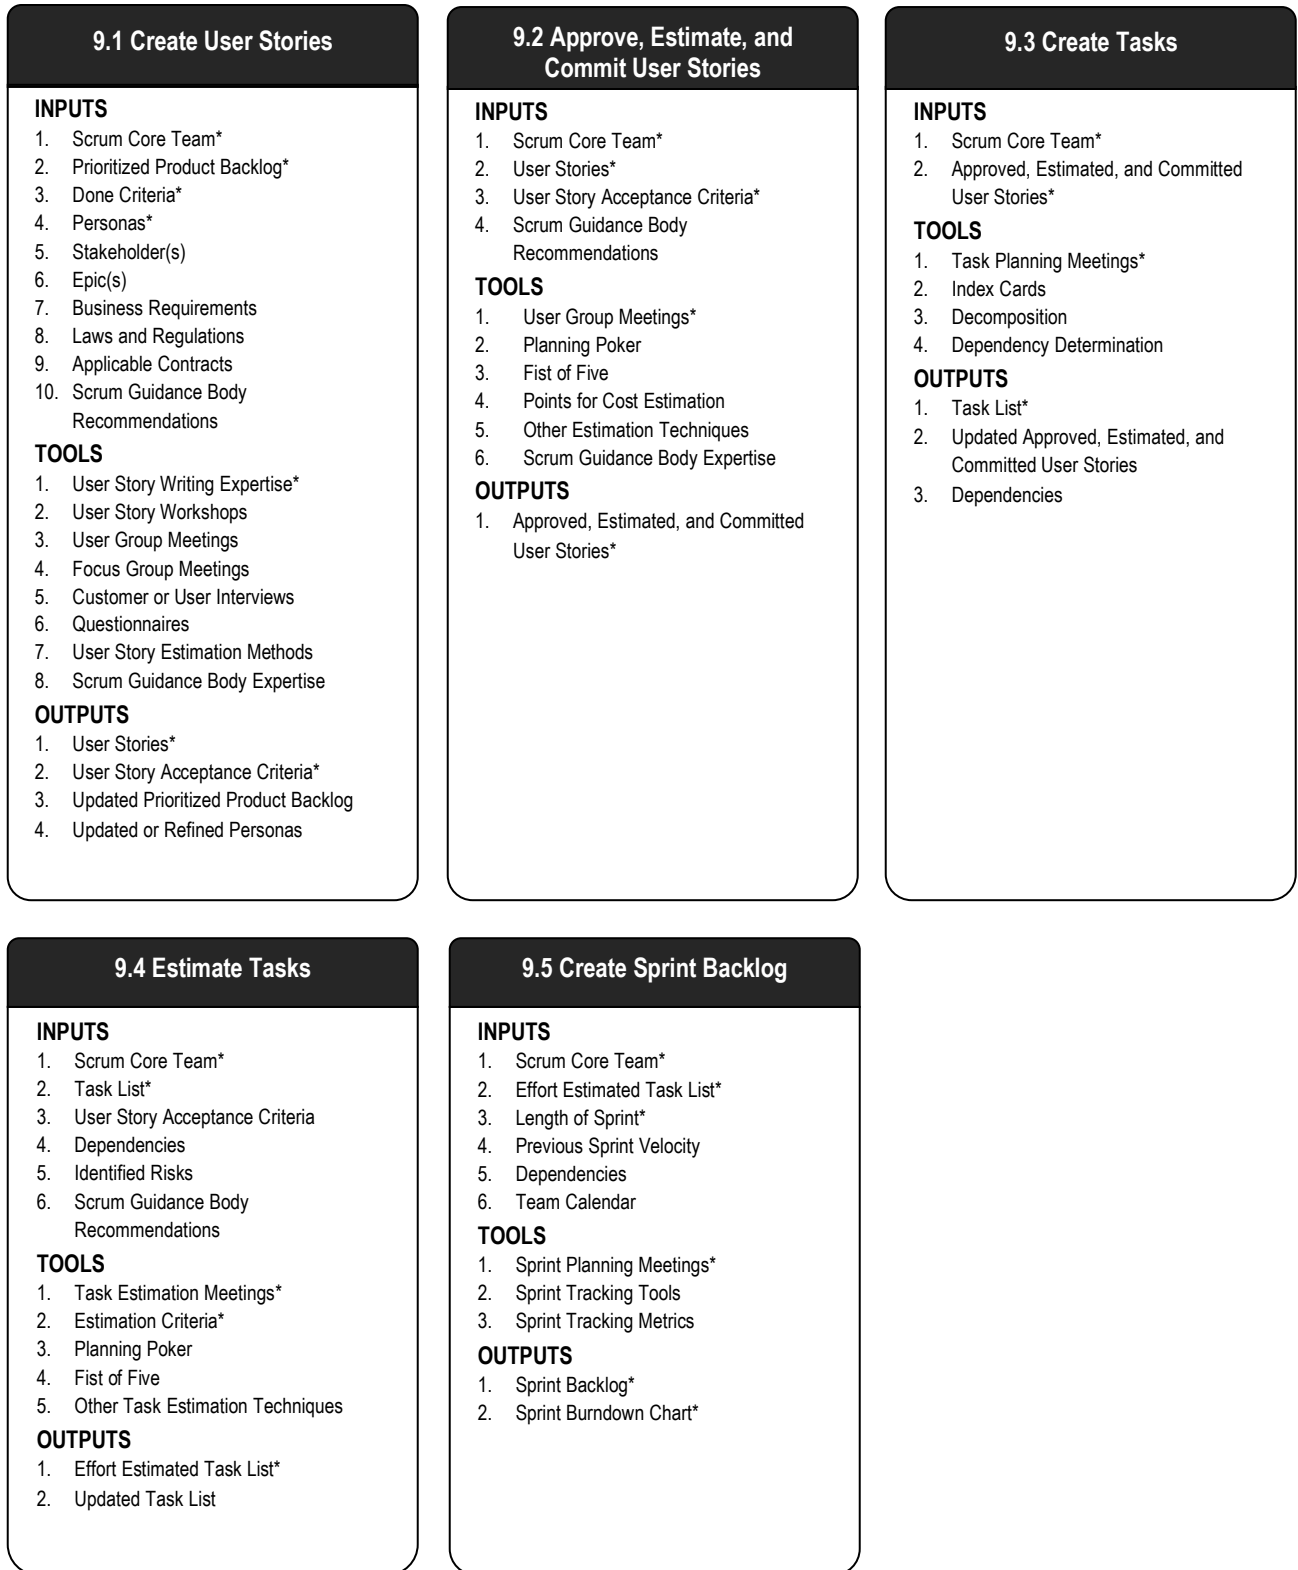 9.1 Create User Stories
INPUTS
1. Scrum Core Team*
2. Prioritized Product Backlog*
3. Done Criteria*
4. Personas*
5. Stakeholder(s)
6. Epic(s)
7. Business Requirements
8. Laws and Regulations
9. Applicable Contracts
10. Scrum Guidance Body
Recommendations
TOOLS
1. User Story Writing Expertise*
2. User Story Workshops
3. User Group Meetings
4. Focus Group Meetings
5. Customer or User Interviews
6. Questionnaires
7. User Story Estimation Methods
8. Scrum Guidance Body Expertise
OUTPUTS
1. User Stories*
2. User Story Acceptance Criteria*
3. Updated Prioritized Product Backlog
4. Updated or Refined Personas
9.2 Approve, Estimate, and
Commit User Stories
INPUTS
1. Scrum Core Team*
2. User Stories*
3. User Story Acceptance Criteria*
4. Scrum Guidance Body
Recommendations
TOOLS
1. User Group Meetings*
2. Planning Poker
3. Fist of Five
4. Points for Cost Estimation
5. Other Estimation Techniques
6. Scrum Guidance Body Expertise
OUTPUTS
1. Approved, Estimated, and Committed
User Stories*
9.3 Create Tasks
INPUTS
1. Scrum Core Team*
2. Approved, Estimated, and Committed
User Stories*
TOOLS
1. Task Planning Meetings*
2. Index Cards
3. Decomposition
4. Dependency Determination
OUTPUTS
1. Task List*
2. Updated Approved, Estimated, and
Committed User Stories
3. Dependencies
9.4 Estimate Tasks
INPUTS
1. Scrum Core Team*
2. Task List*
3. User Story Acceptance Criteria
4. Dependencies
5. Identified Risks
6. Scrum Guidance Body
Recommendations
TOOLS
1. Task Estimation Meetings*
2. Estimation Criteria*
3. Planning Poker
4. Fist of Five
5. Other Task Estimation Techniques
OUTPUTS
1. Effort Estimated Task List*
2. Updated Task List
9.5 Create Sprint Backlog
INPUTS
1. Scrum Core Team*
2. Effort Estimated Task List*
3. Length of Sprint*
4. Previous Sprint Velocity
5. Dependencies
6. Team Calendar
TOOLS
1. Sprint Planning Meetings*
2. Sprint Tracking Tools
3. Sprint Tracking Metrics
OUTPUTS
1. Sprint Backlog*
2. Sprint Burndown Chart*